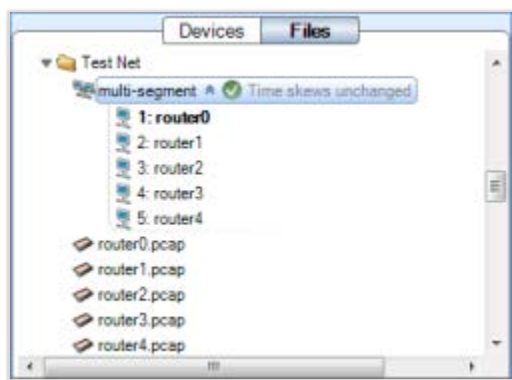 Devices Files
Test Net
multi-segment Time skews unchanged
1: router0
2: router1
3: router2
4: router3
5: router4
router0.pcap
router1.pcap
router2.pcap
router3.pcap
router4.pcap